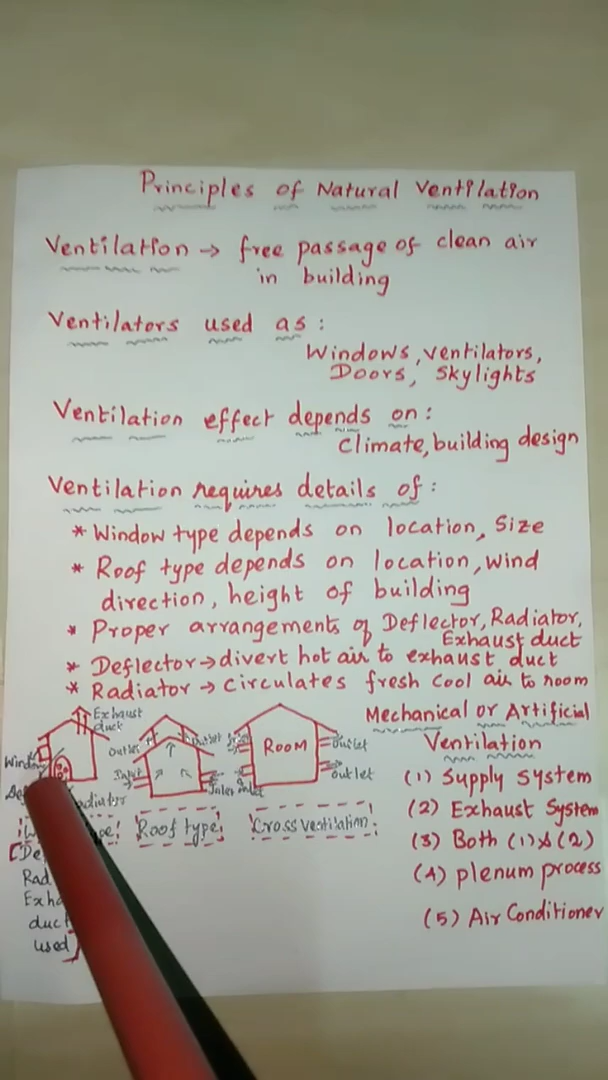 Principles of Natural Ventilation
Ventilation → free passage of clean air
in building
Ventilators used as :
Windows, ventilators,
Doors, Skylights
Ventilation effect depends on :
Climate, building design
Ventilation requires details of :
* Window type depends on location, Size
* Roof type depends on location, wind
direction, height of building
* Proper arrangements of Deflector, Radiator,
Exhaust duct
* Deflector → divert hot air to exhaust duct
* Radiator → circulates fresh cool air to room
Exhaust
duct
Window
Radiator
Outlet
Outlet
Inlet
Inlet
ROOM
Inlet
Outlet
Outlet
Roof type
Cross ventilation
used]
Mechanical or Artificial
Ventilation
(1) Supply System
(2) Exhaust System
(3) Both (1) & (2)
(4) plenum process
(5) Air Conditioner